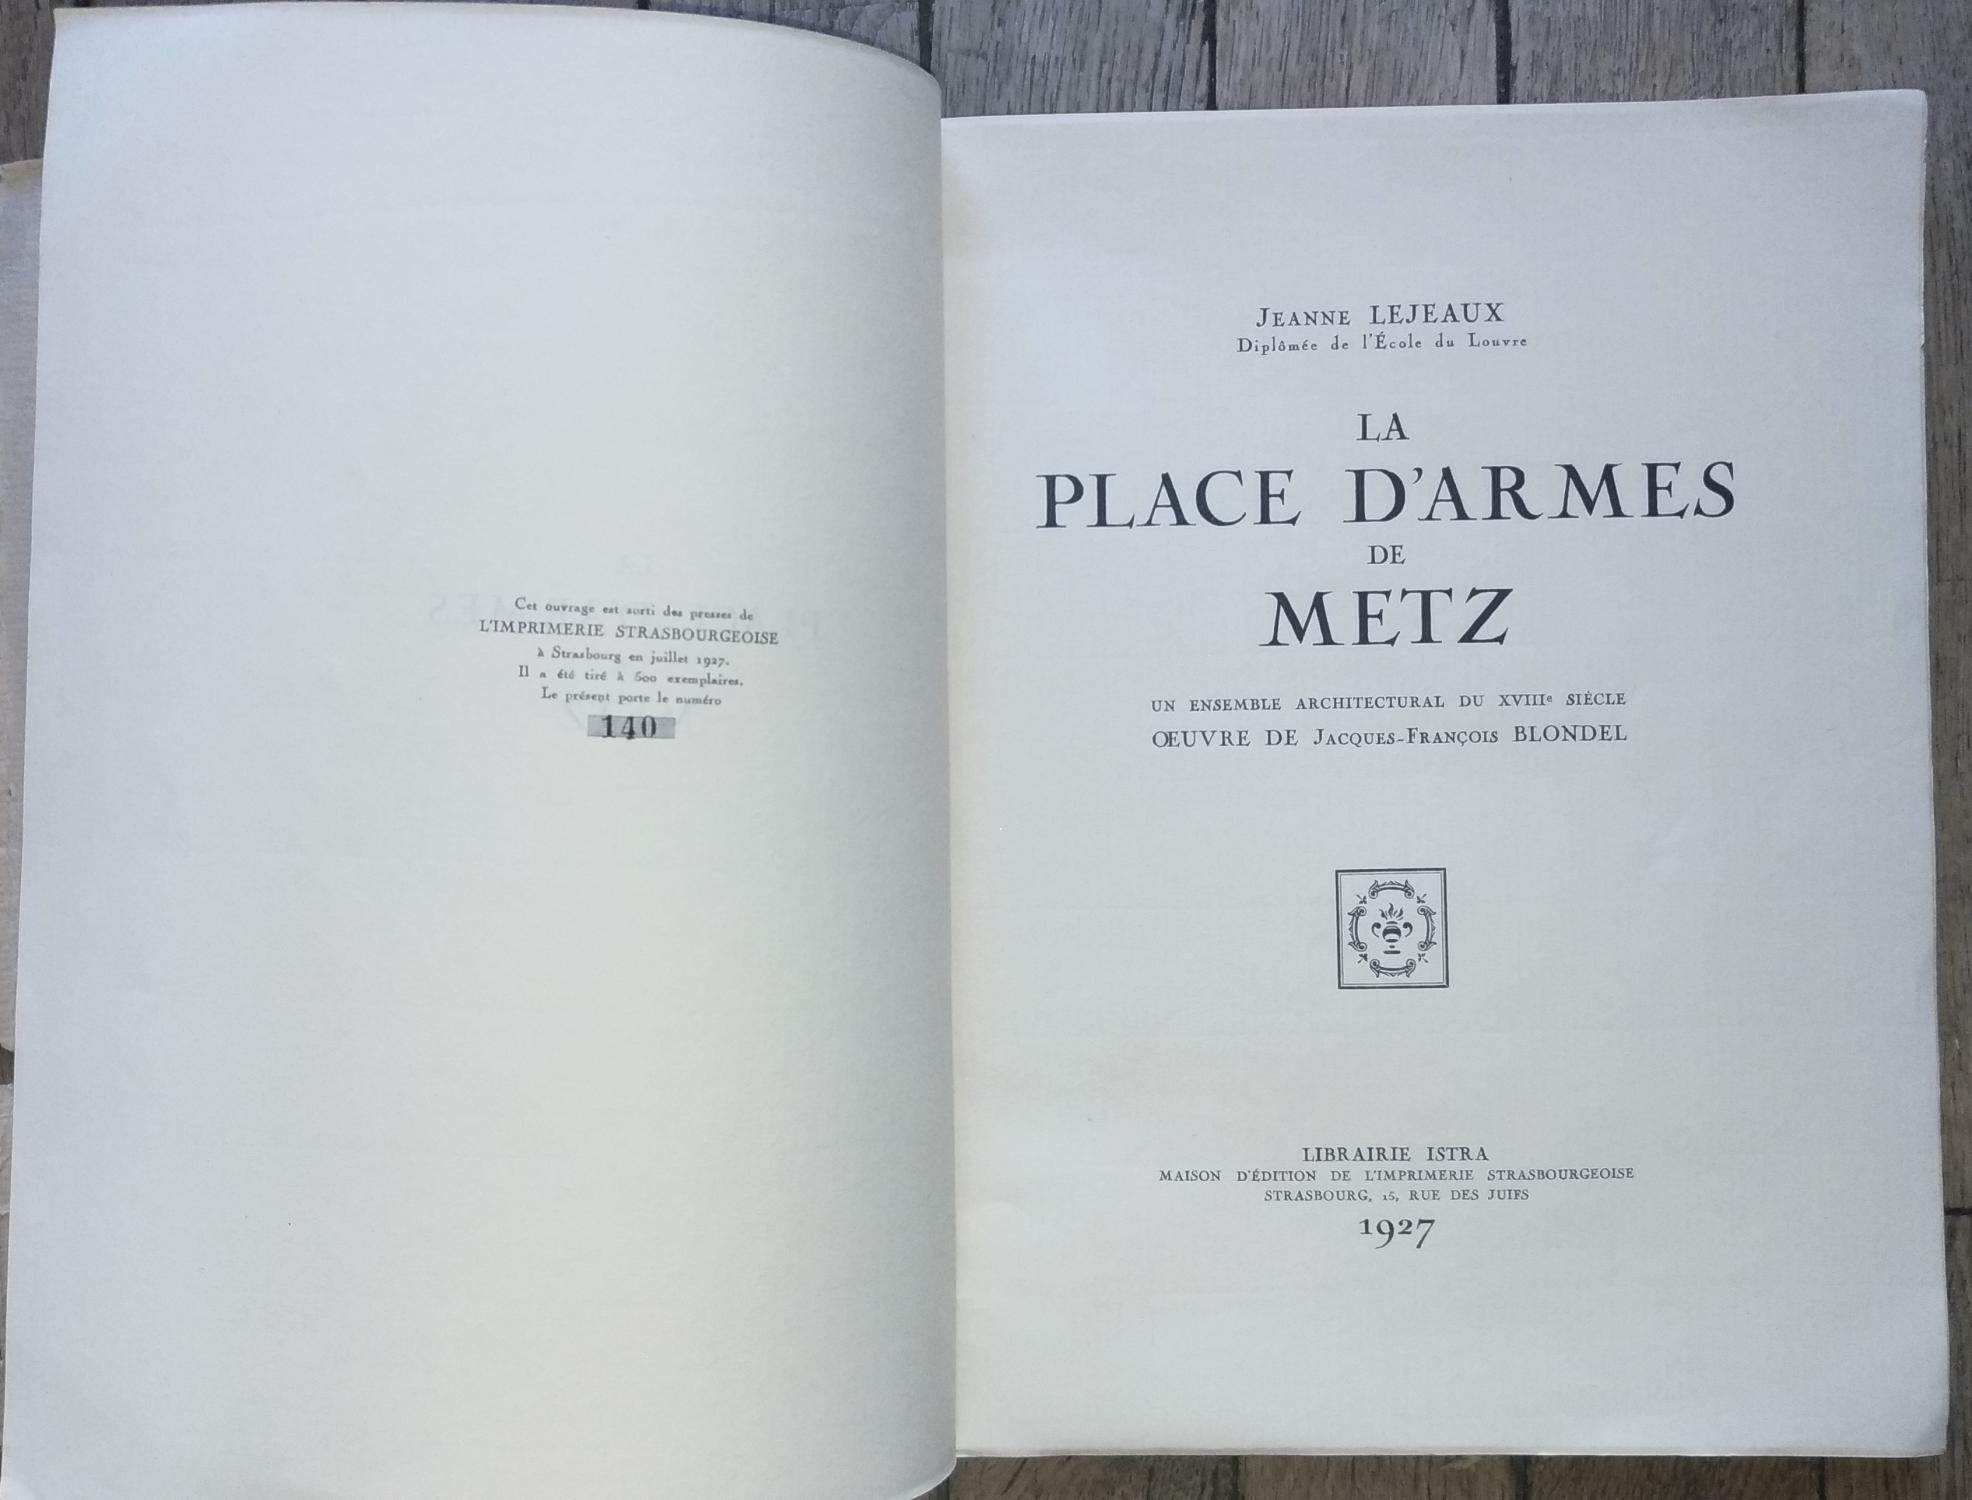 Cet ouvrage est sorti des presses de
L'IMPRIMERIE STRASBOURGEOISE
à Strasbourg en juillet 1927.
Il a été tiré à 500 exemplaires.
Le présent porte le numéro
140
JEANNE LEJEAUX
Diplômée de l'École du Louvre
LA
PLACE D'ARMES
DE
METZ
UN ENSEMBLE ARCHITECTURAL DU XVIIIe SIÈCLE
ŒUVRE DE JACQUES-FRANÇOIS BLONDEL
LIBRAIRIE ISTRA
MAISON D'ÉDITION DE L'IMPRIMERIE STRASBOURGEOISE
STRASBOURG, 15, RUE DES JUIFS
1927